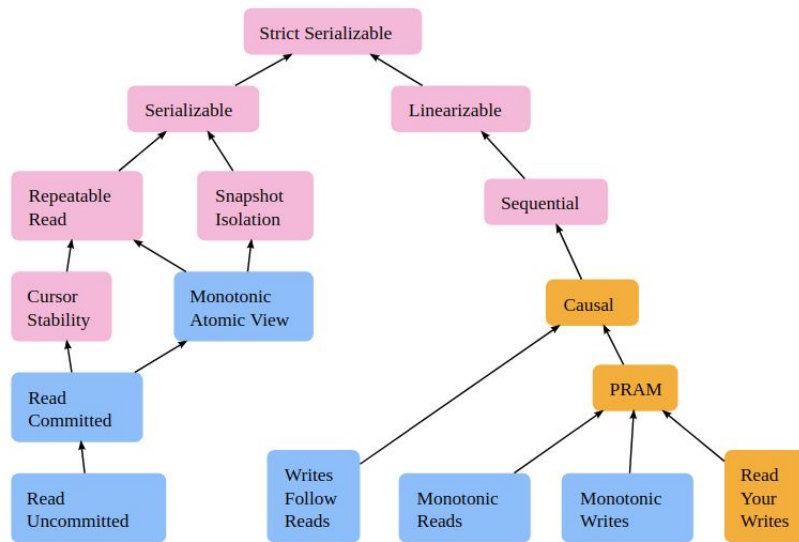 Strict Serializable
Serializable
Linearizable
Repeatable
Read
Snapshot
Isolation
Sequential
Cursor
Stability
Monotonic
Atomic View
Causal
Read
Committed
PRAM
Read
Uncommitted
Writes
Follow
Reads
Monotonic
Reads
Monotonic
Writes
Read
Your
Writes